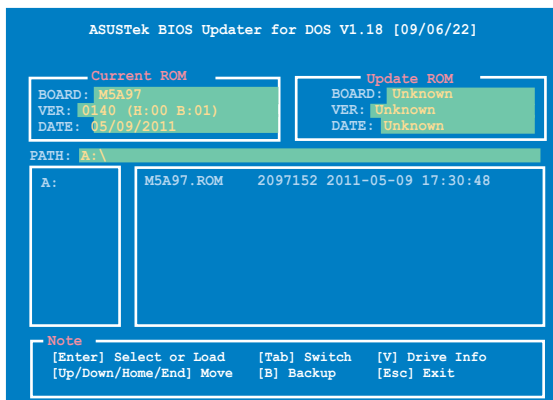 ASUSTek BIOS Updater for DOS V1.18 [09/06/22]
Current ROM
BOARD: M5A97
VER: 0140 (H:00 B:01)
DATE: 05/09/2011
Update ROM
BOARD: Unknown
VER: Unknown
DATE: Unknown
PATH: A:\
A:
M5A97.ROM 2097152 2011-05-09 17:30:48
Note
[Enter] Select or Load [Tab] Switch [V] Drive Info
[Up/Down/Home/End] Move [B] Backup [Esc] Exit